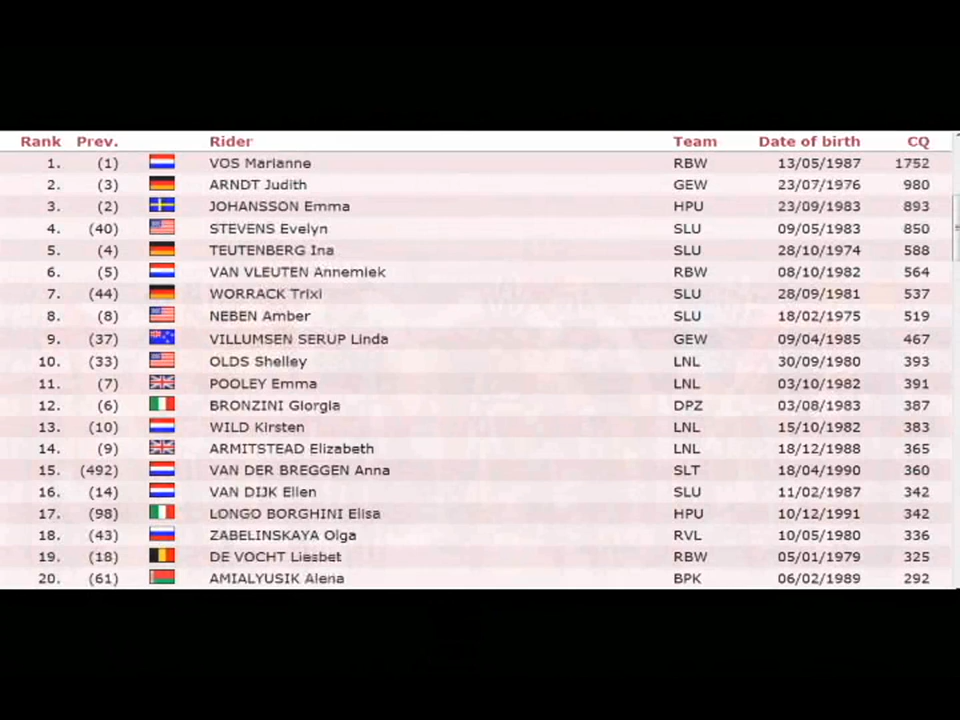 Rank Prev. Rider Team Date of birth CQ
1. (1) VOS Marianne RBW 13/05/1987 1752
2. (3) ARNDT Judith GEW 23/07/1976 980
3. (2) JOHANSSON Emma HPU 23/09/1983 893
4. (40) STEVENS Evelyn SLU 09/05/1983 850
5. (4) TEUTENBERG Ina SLU 28/10/1974 588
6. (5) VAN VLEUTEN Annemiek RBW 08/10/1982 564
7. (44) WORRACK Trixi SLU 28/09/1981 537
8. (8) NEBEN Amber SLU 18/02/1975 519
9. (37) VILLUMSEN SERUP Linda GEW 09/04/1985 467
10. (33) OLDS Shelley LNL 30/09/1980 393
11. (7) POOLEY Emma LNL 03/10/1982 391
12. (6) BRONZINI Giorgia DPZ 03/08/1983 387
13. (10) WILD Kirsten LNL 15/10/1982 383
14. (9) ARMITSTEAD Elizabeth LNL 18/12/1988 365
15. (492) VAN DER BREGGEN Anna SLT 18/04/1990 360
16. (14) VAN DIJK Ellen SLU 11/02/1987 342
17. (98) LONGO BORGHINI Elisa HPU 10/12/1991 342
18. (43) ZABELINSKAYA Olga RVL 10/05/1980 336
19. (18) DE VOCHT Liesbet RBW 05/01/1979 325
20. (61) AMIALYUSIK Alena BPK 06/02/1989 292